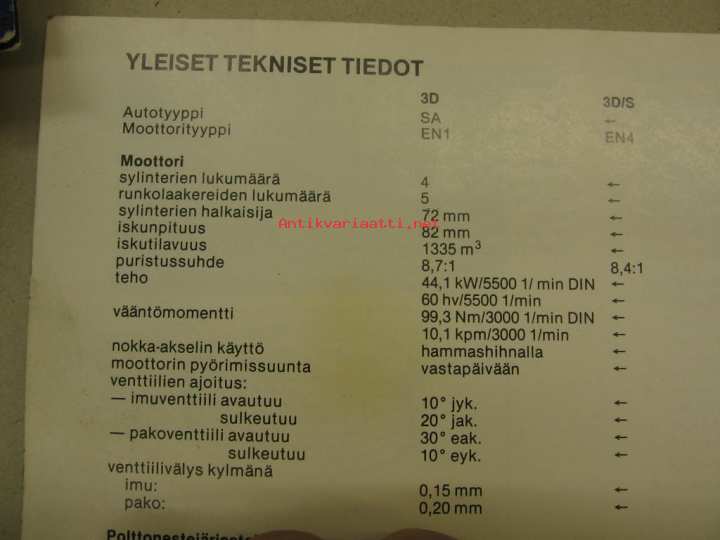 YLEISET TEKNISET TIEDOT
3D 3D/S
Autotyyppi SA ←
Moottorityyppi EN1 EN4
Moottori
sylinterien lukumäärä 4 ←
runkolaakereiden lukumäärä 5 ←
sylinterien halkaisija 72 mm ←
Antikvariaatti.net
iskunpituus 82 mm ←
iskutilavuus 1335 m³ ←
puristussuhde 8,7:1 8,4:1
teho 44,1 kW/5500 1/ min DIN ←
60 hv/5500 1/min ←
vääntömomentti 99,3 Nm/3000 1/min DIN ←
10,1 kpm/3000 1/min ←
nokka-akselin käyttö hammashihnalla ←
moottorin pyörimissuunta vastapäivään ←
venttiilien ajoitus:
— imuventtiili avautuu 10° jyk. ←
sulkeutuu 20° jak. ←
— pakoventtiili avautuu 30° eak. ←
sulkeutuu 10° eyk. ←
venttiilivälys kylmänä
imu: 0,15 mm ←
pako: 0,20 mm ←